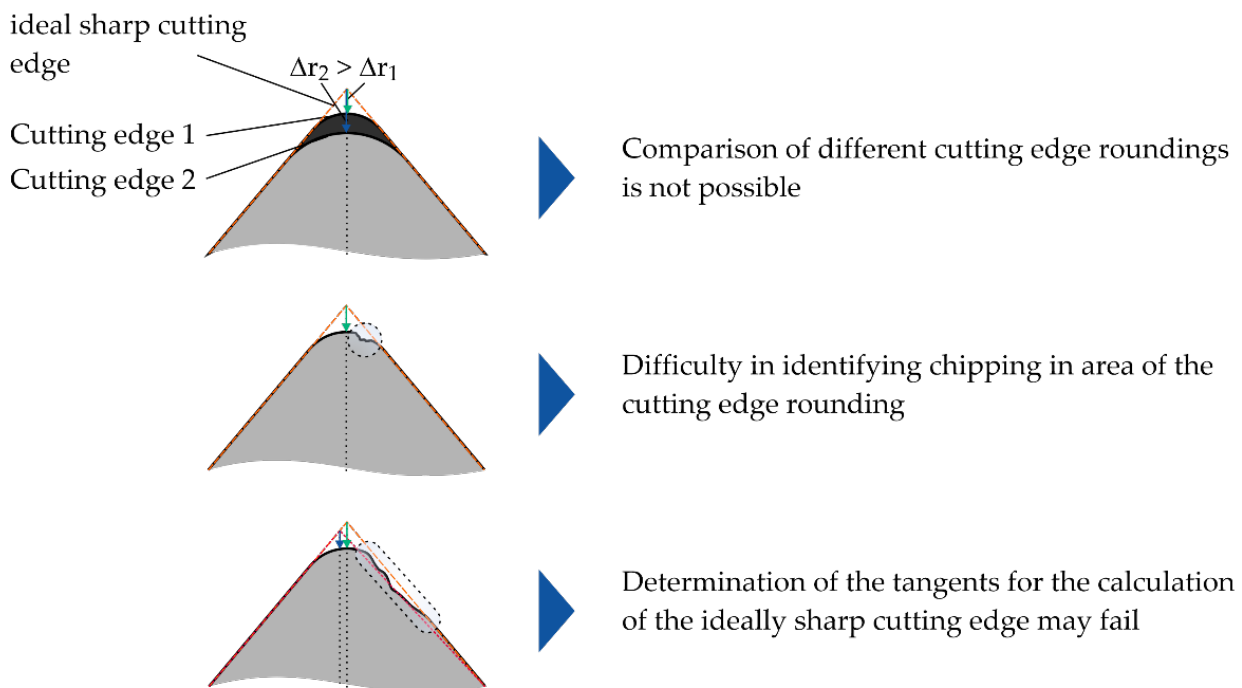 ideal sharp cutting
edge
Δr₂ > Δr₁
Cutting edge 1
Cutting edge 2
Comparison of different cutting edge roundings
is not possible
Difficulty in identifying chipping in area of the
cutting edge rounding
Determination of the tangents for the calculation
of the ideally sharp cutting edge may fail